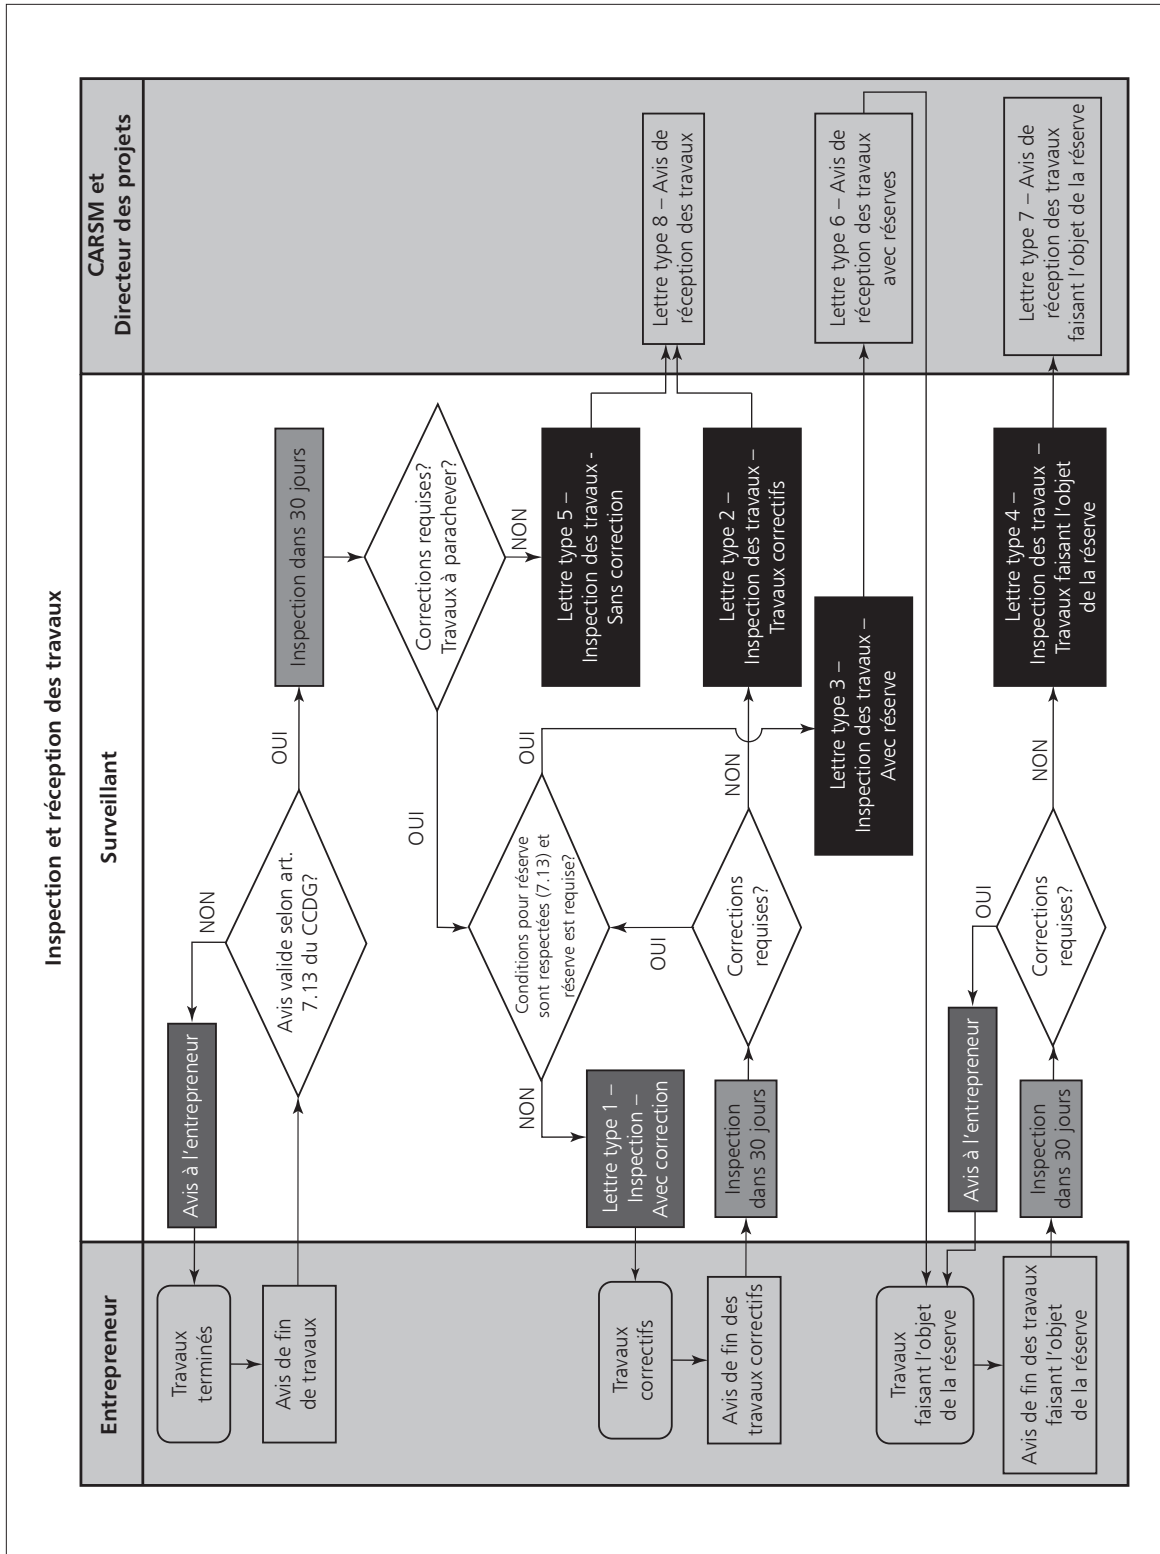 Inspection et réception des travaux
Entrepreneur
Surveillant
CARSM et
Directeur des projets
Travaux
terminés
Avis de fin
de travaux
Avis à l'entrepreneur
NON
Avis valide selon art.
7.13 du CCDG?
OUI
Inspection dans 30 jours
Corrections requises?
Travaux à parachever?
OUI
NON
Lettre type 5 –
Inspection des travaux -
Sans correction
Lettre type 8 – Avis de
réception des travaux
Conditions pour réserve
sont respectées (7.13) et
réserve est requise?
OUI
NON
Lettre type 1 –
Inspection –
Avec correction
Travaux
correctifs
Avis de fin des
travaux correctifs
Inspection
dans 30 jours
Corrections
requises?
OUI
NON
Lettre type 2 –
Inspection des travaux –
Travaux correctifs
Lettre type 3 –
Inspection des travaux –
Avec réserve
Lettre type 6 – Avis de
réception des travaux
avec réserves
Travaux
faisant l'objet
de la réserve
Avis de fin des travaux
faisant l'objet
de la réserve
Avis à l'entrepreneur
OUI
Inspection
dans 30 jours
Corrections
requises?
NON
Lettre type 4 –
Inspection des travaux –
Travaux faisant l'objet
de la réserve
Lettre type 7 – Avis de
réception des travaux
faisant l'objet de la réserve